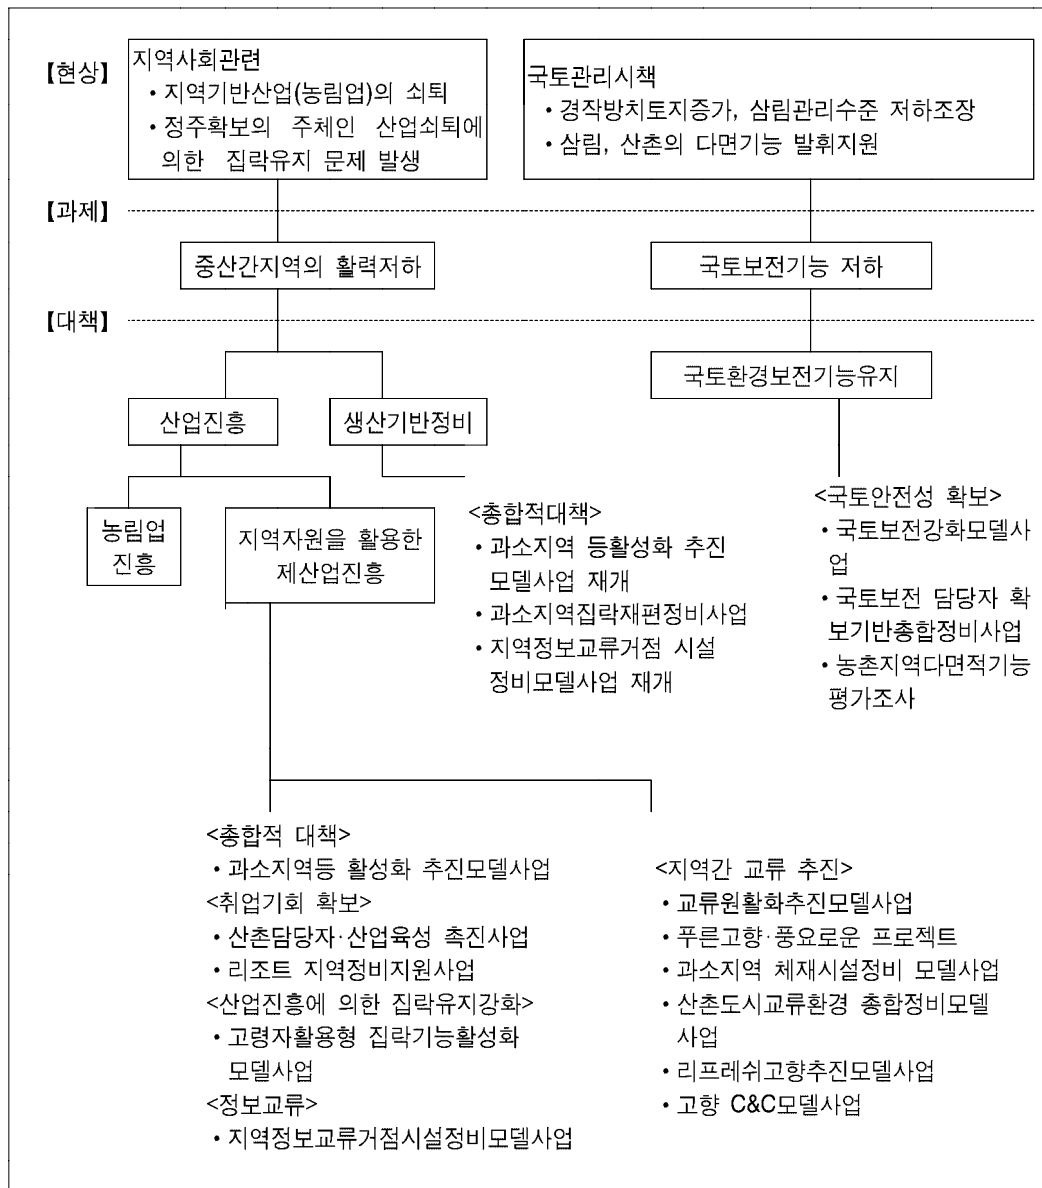 【현상】
지역사회관련
• 지역기반산업(농림업)의 쇠퇴
• 정주확보의 주체인 산업쇠퇴에
의한 집락유지 문제 발생
국토관리시책
• 경작방치토지증가, 삼림관리수준 저하조장
• 삼림, 산촌의 다면기능 발휘지원
【과제】
중산간지역의 활력저하
국토보전기능 저하
【대책】
국토환경보전기능유지
산업진흥
생산기반정비
농림업
진흥
지역자원을 활용한
제산업진흥
<총합적대책>
• 과소지역 등활성화 추진
모델사업 재개
• 과소지역집락재편정비사업
• 지역정보교류거점 시설
정비모델사업 재개
<국토안전성 확보>
• 국토보전강화모델사
업
• 국토보전 담당자 확
보기반총합정비사업
• 농촌지역다면적기능
평가조사
<총합적 대책>
• 과소지역등 활성화 추진모델사업
<취업기회 확보>
• 산촌담당자·산업육성 촉진사업
• 리조트 지역정비지원사업
<산업진흥에 의한 집락유지강화>
• 고령자활용형 집락기능활성화
모델사업
<정보교류>
• 지역정보교류거점시설정비모델사업
<지역간 교류 추진>
• 교류원활화추진모델사업
• 푸른고향·풍요로운 프로젝트
• 과소지역 체재시설정비 모델사업
• 산촌도시교류환경 총합정비모델
사업
• 리프레쉬고향추진모델사업
• 고향 C&C모델사업